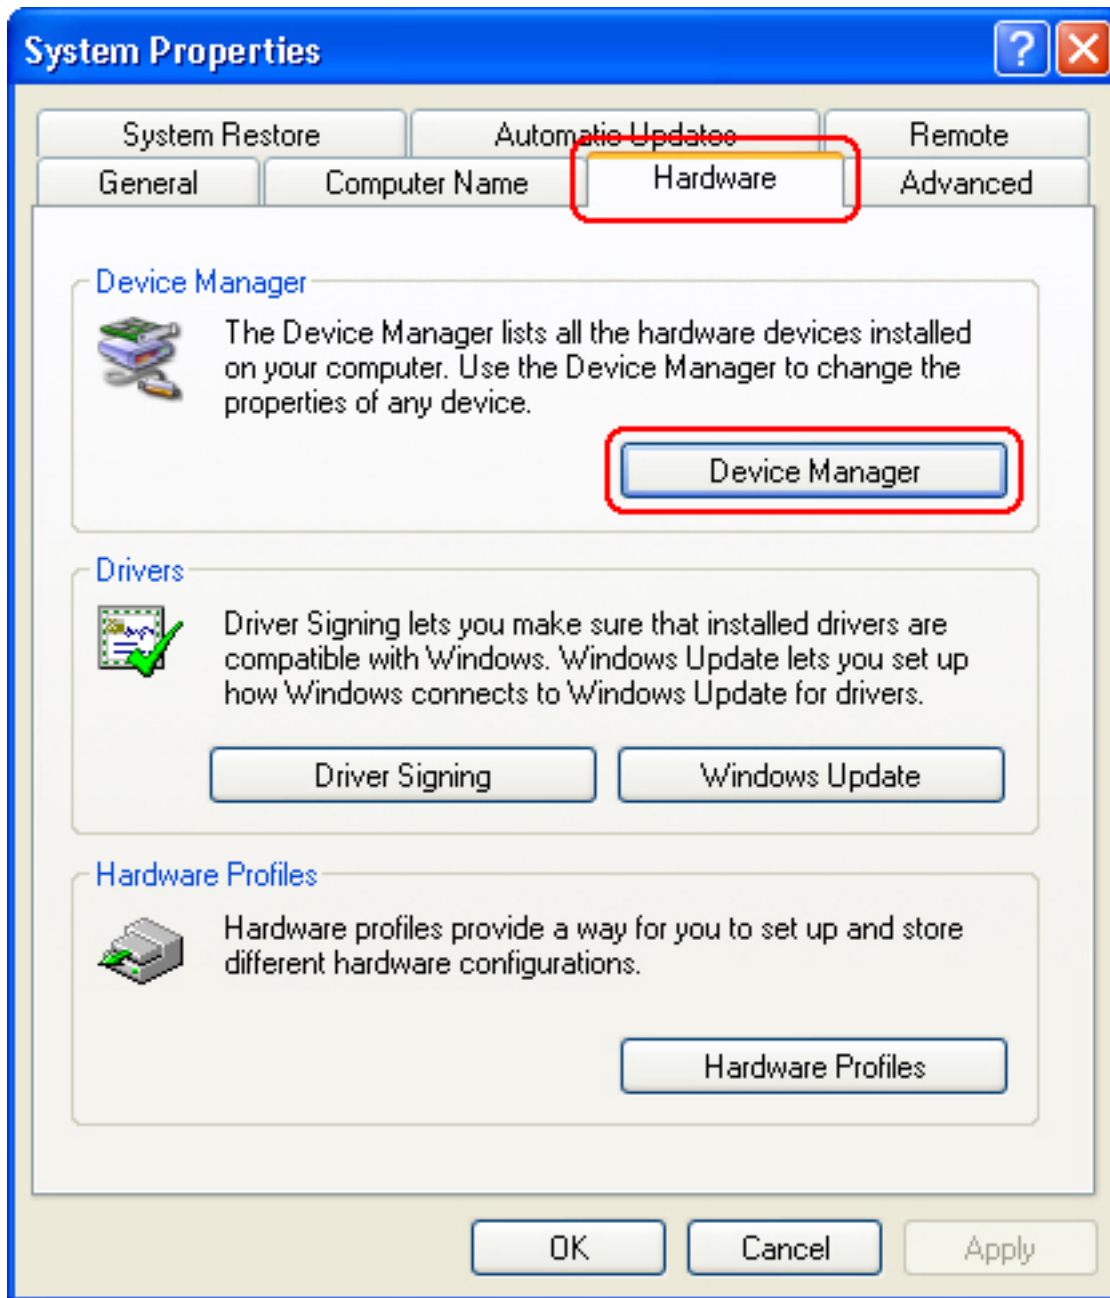 System Properties
System Restore Automatic Updates Remote
General Computer Name Hardware Advanced
Device Manager
The Device Manager lists all the hardware devices installed
on your computer. Use the Device Manager to change the
properties of any device.
Device Manager
Drivers
Driver Signing lets you make sure that installed drivers are
compatible with Windows. Windows Update lets you set up
how Windows connects to Windows Update for drivers.
Driver Signing Windows Update
Hardware Profiles
Hardware profiles provide a way for you to set up and store
different hardware configurations.
Hardware Profiles
OK Cancel Apply